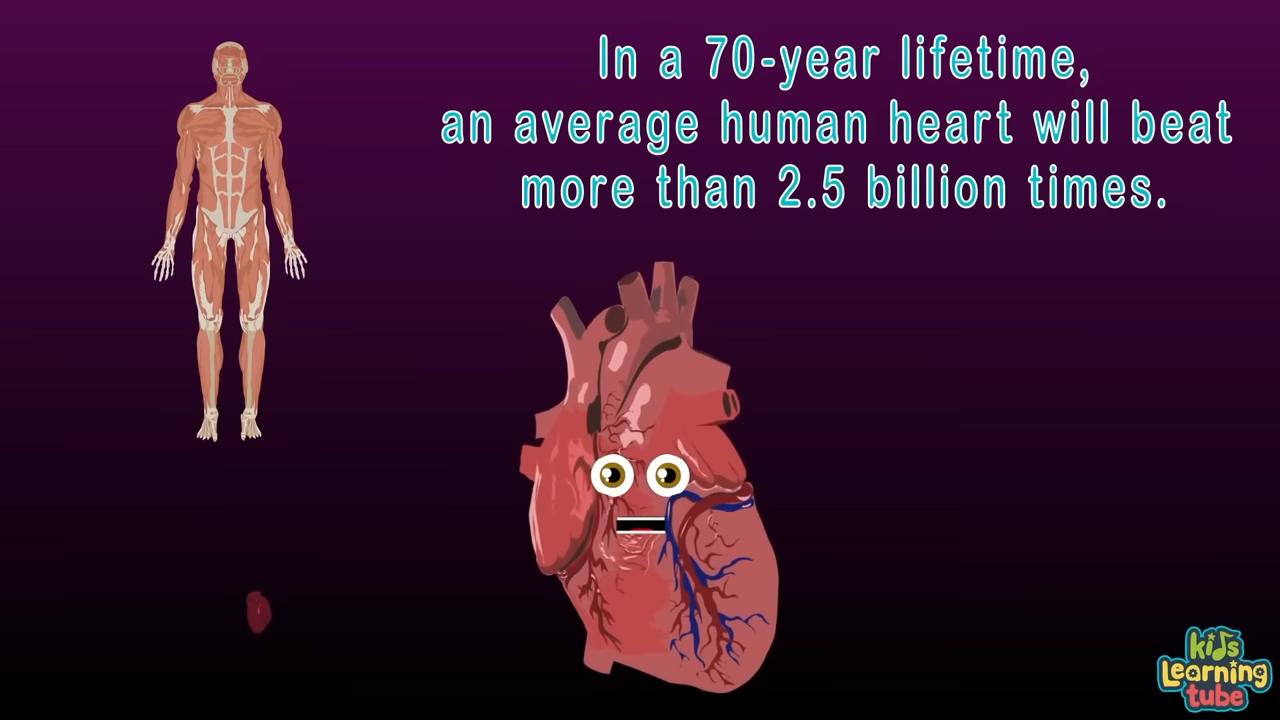 In a 70-year lifetime,
an average human heart will beat
more than 2.5 billion times.
kids
Learning
tube